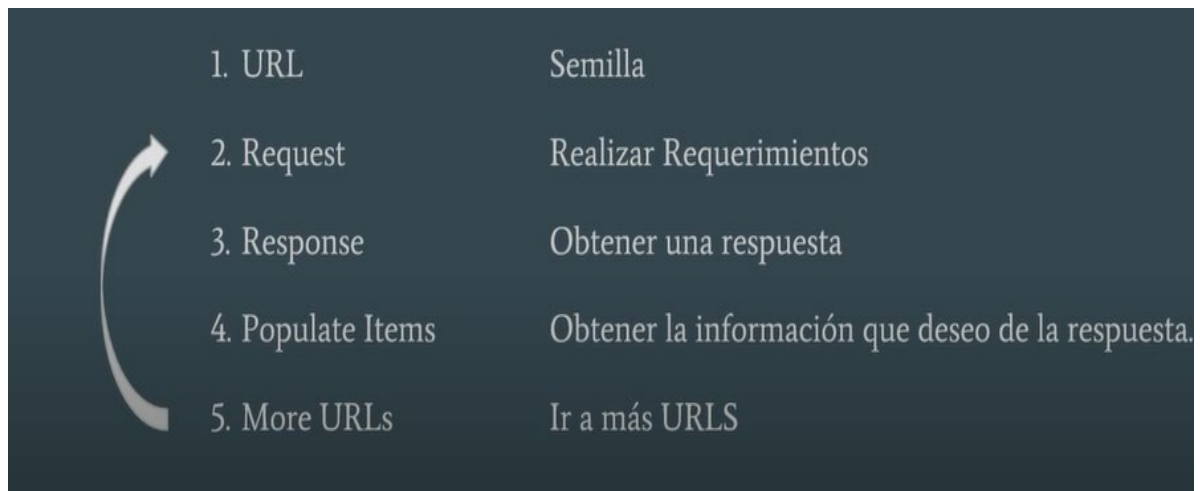 1. URL Semilla
2. Request Realizar Requerimientos
3. Response Obtener una respuesta
4. Populate Items Obtener la información que deseo de la respuesta.
5. More URLs Ir a más URLS